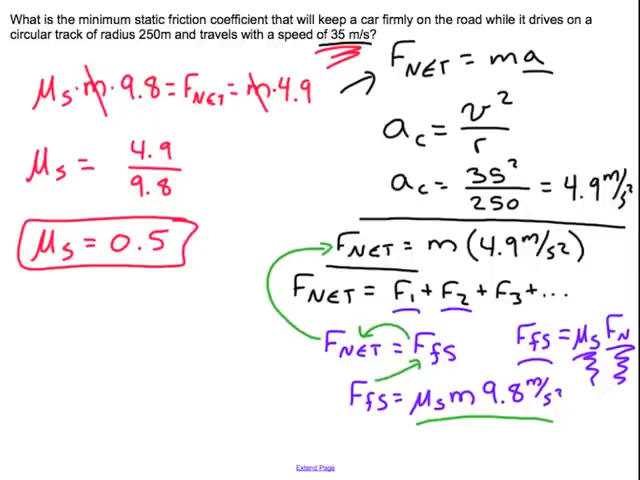 What is the minimum static friction coefficient that will keep a car firmly on the road while it drives on a
circular track of radius 250m and travels with a speed of 35 m/s?
μs · m · 9.8 = FNET = m · 4.9
μs = 4.9 / 9.8
μs = 0.5
FNET = ma
ac = v² / r
ac = 35² / 250 = 4.9 m/s²
FNET = m (4.9 m/s²)
FNET = F1 + F2 + F3 + ...
FNET = Ffs
Ffs = μs FN
Ffs = μs m 9.8 m/s²
Extend Page